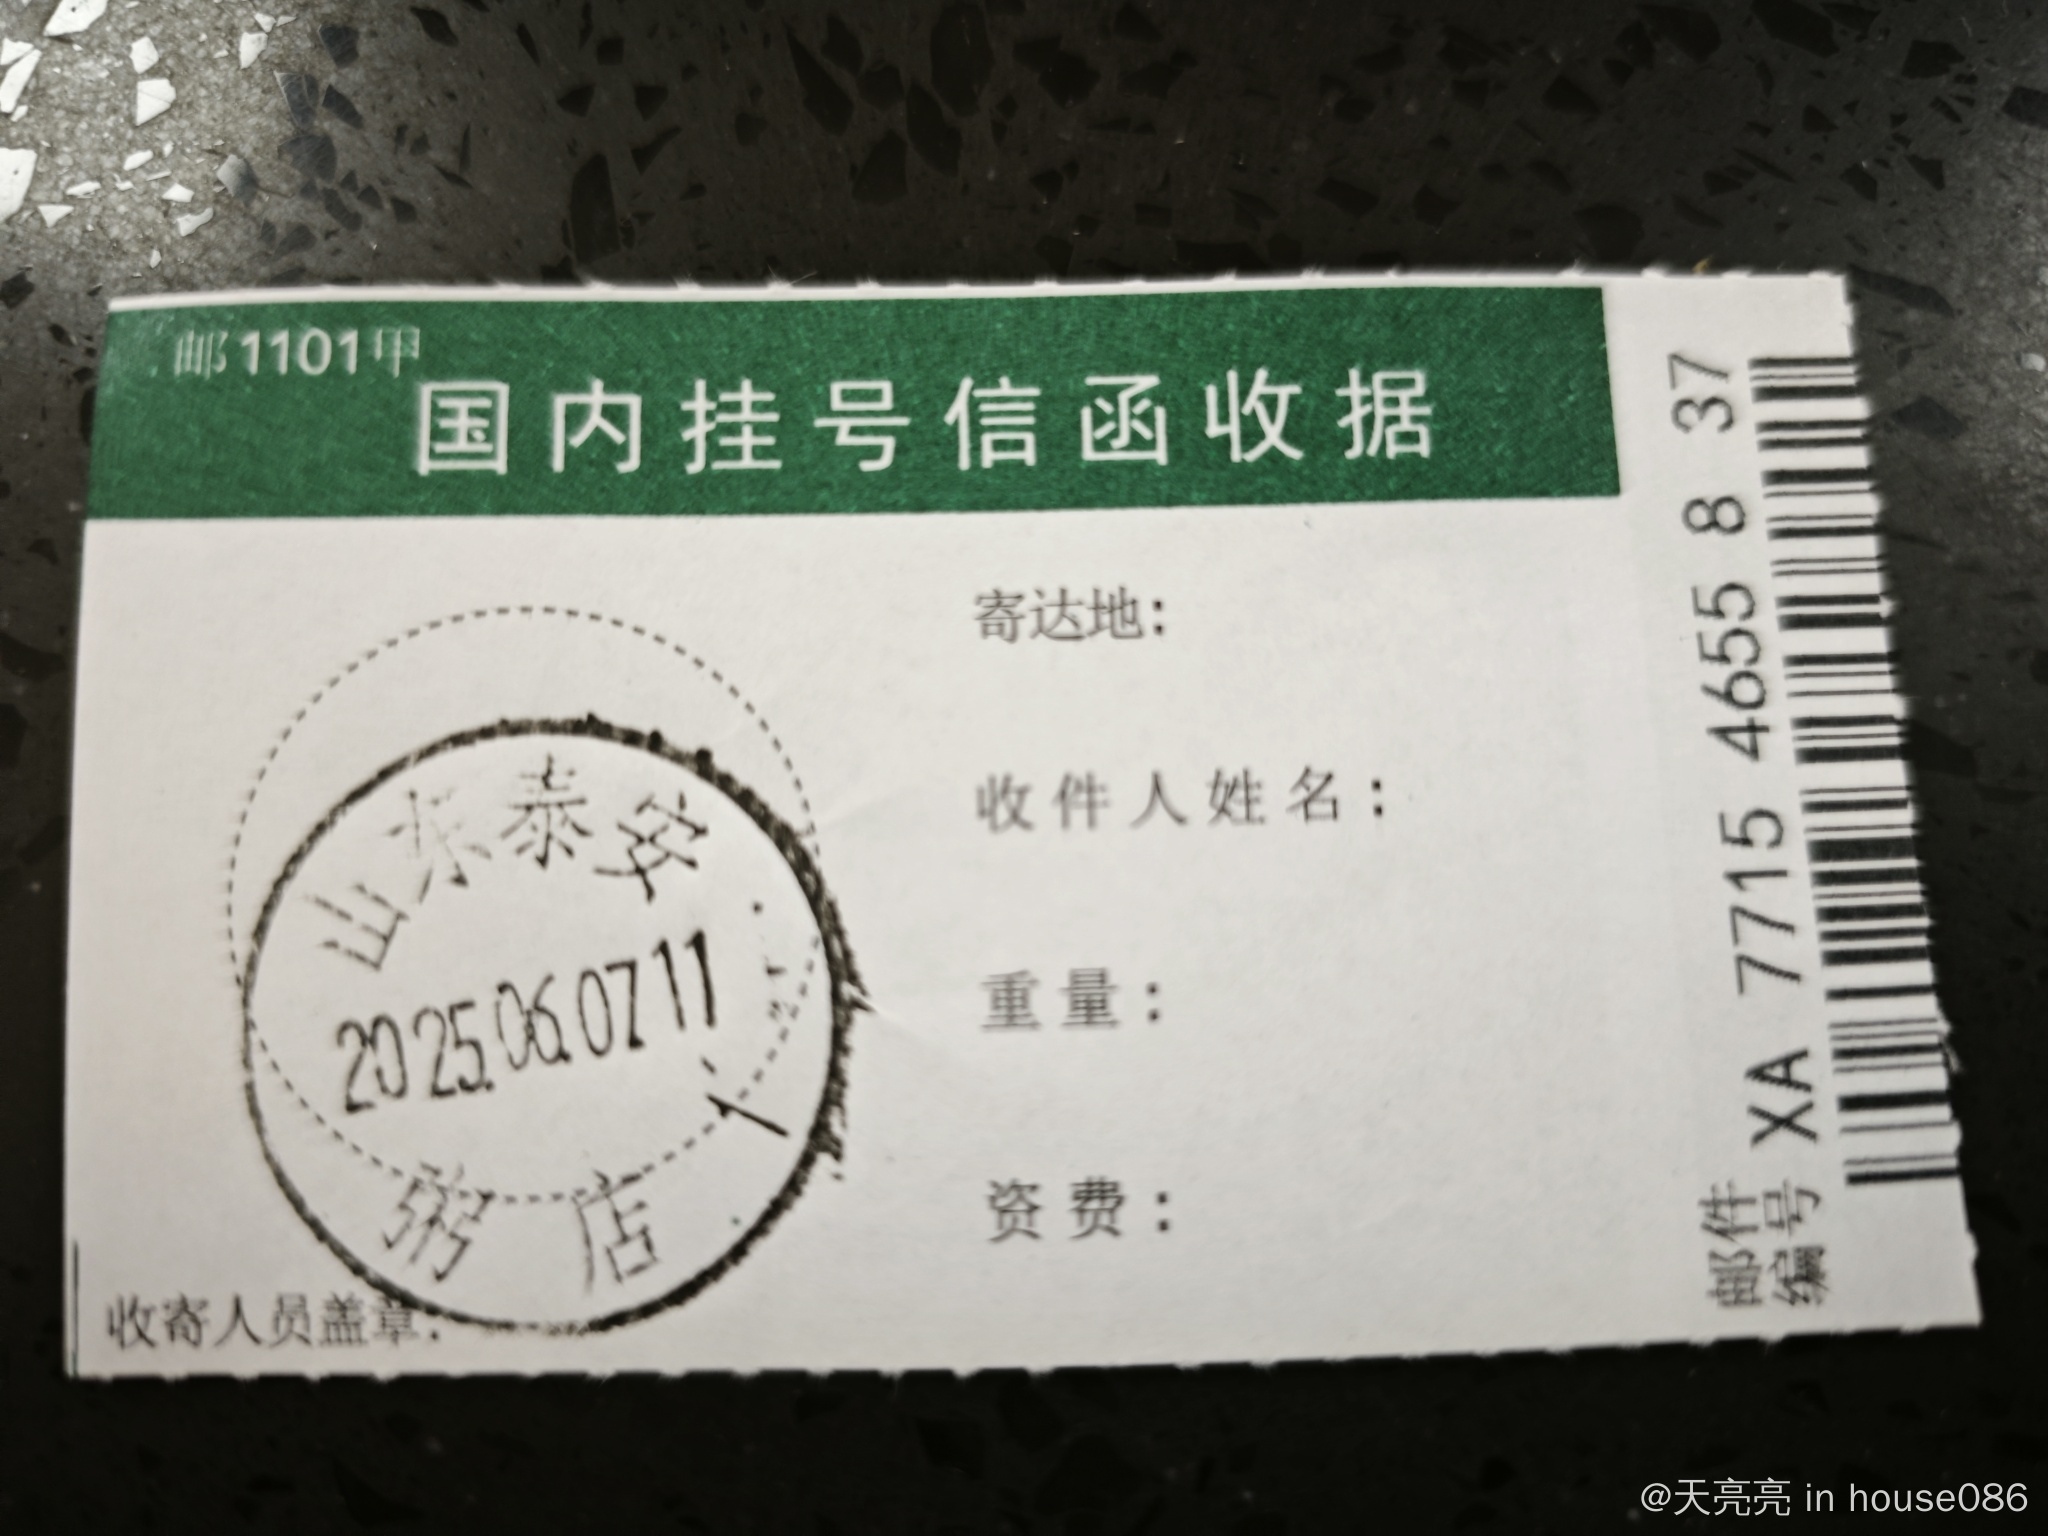 邮1101甲
国内挂号信函收据
寄达地:
收件人姓名:
重量:
资费:
山东泰安
2025.06.07.11
粥店
收寄人员盖章:
邮件
编号
XA 7715 4655 8 37
@天亮亮 in house086